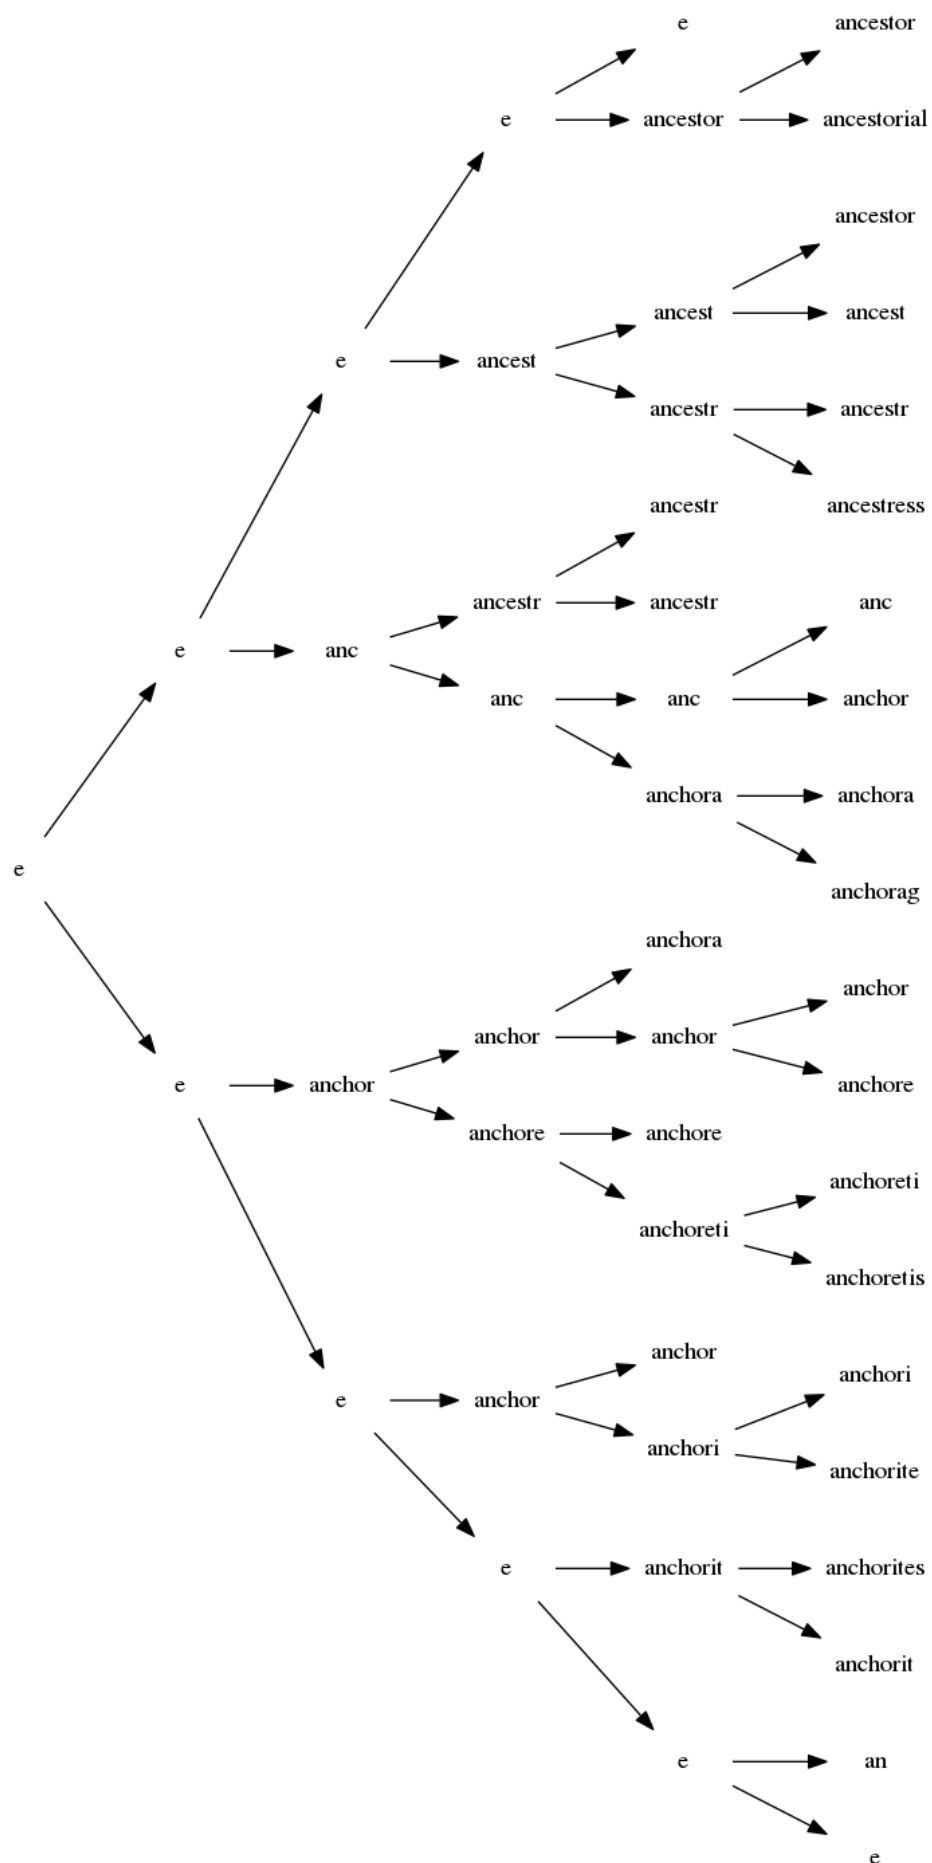 e ancestor
e ancestor ancestorial
ancestor
ancest ancest
e ancest
ancestr ancestr
ancestr ancestress
ancestr ancestr anc
e anc
anc anc anchor
anchora anchora
e
anchorag
anchora
anchor
anchor anchor
e anchor anchore
anchore anchore
anchoreti
anchoreti
anchoretis
anchor
anchori
e anchor
anchori
anchorite
e anchorit anchorites
anchorit
e an
e